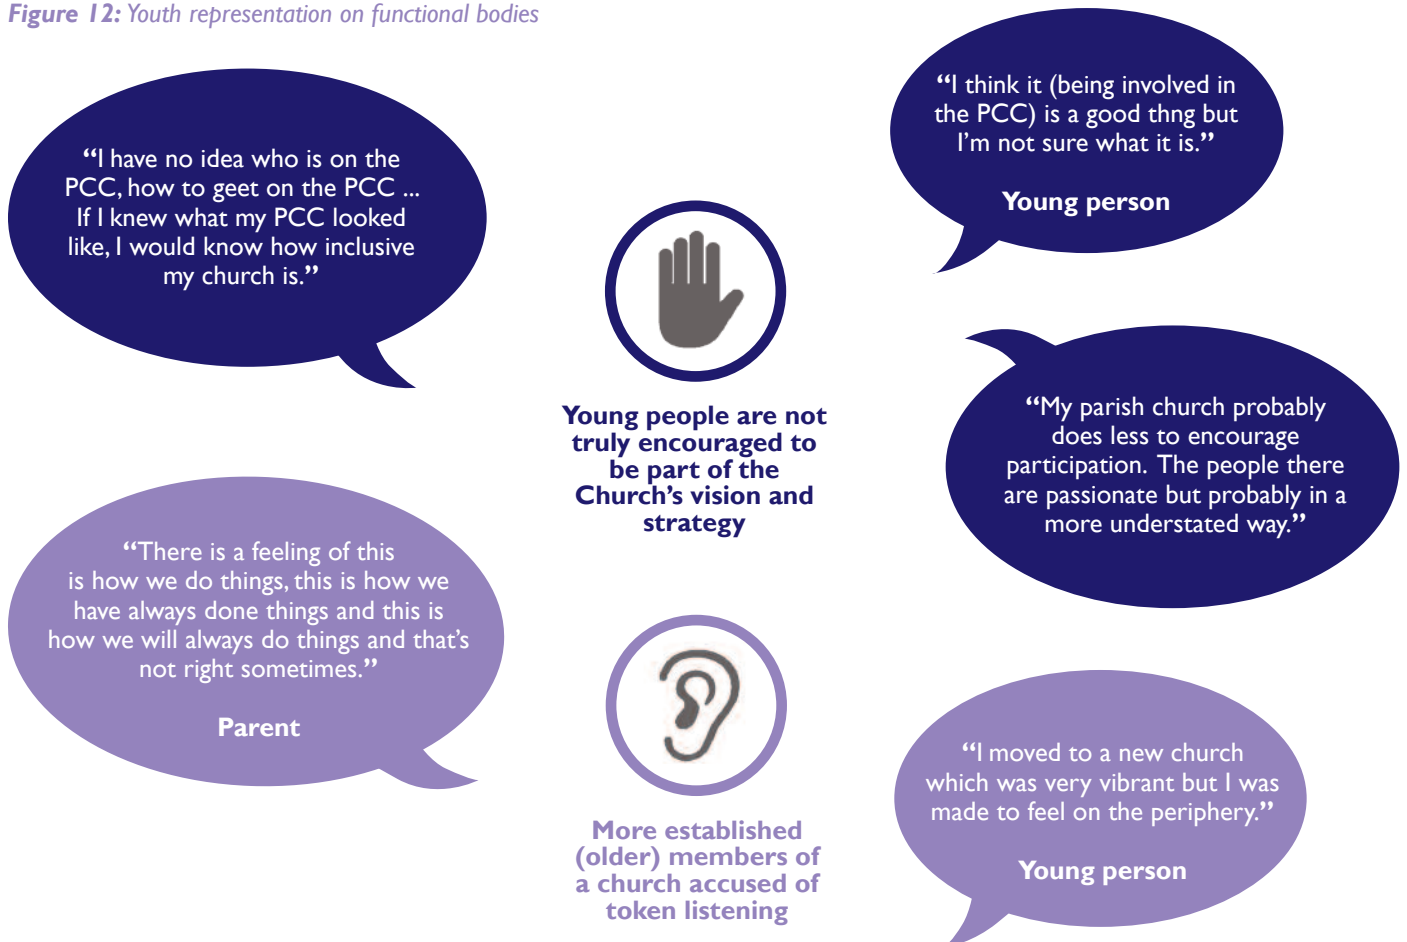 Figure 12: Youth representation on functional bodies
“I have no idea who is on the
PCC, how to geet on the PCC ...
If I knew what my PCC looked
like, I would know how inclusive
my church is.”
“I think it (being involved in
the PCC) is a good thng but
I’m not sure what it is.”
Young person
Young people are not
truly encouraged to
be part of the
Church’s vision and
strategy
“My parish church probably
does less to encourage
participation. The people there
are passionate but probably in a
more understated way.”
“There is a feeling of this
is how we do things, this is how we
have always done things and this is
how we will always do things and that’s
not right sometimes.”
Parent
More established
(older) members of
a church accused of
token listening
“I moved to a new church
which was very vibrant but I was
made to feel on the periphery.”
Young person